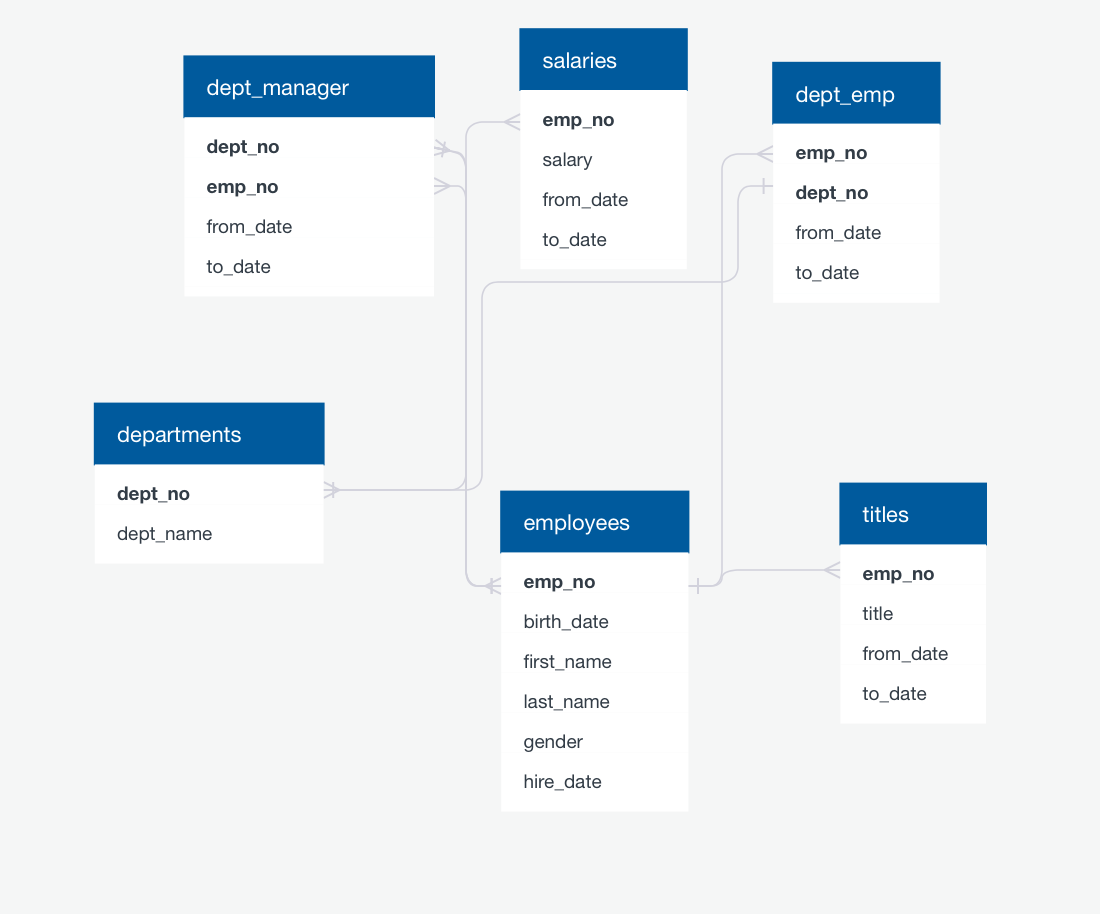 dept_manager
dept_no
emp_no
from_date
to_date
salaries
emp_no
salary
from_date
to_date
dept_emp
emp_no
dept_no
from_date
to_date
departments
dept_no
dept_name
employees
emp_no
birth_date
first_name
last_name
gender
hire_date
titles
emp_no
title
from_date
to_date